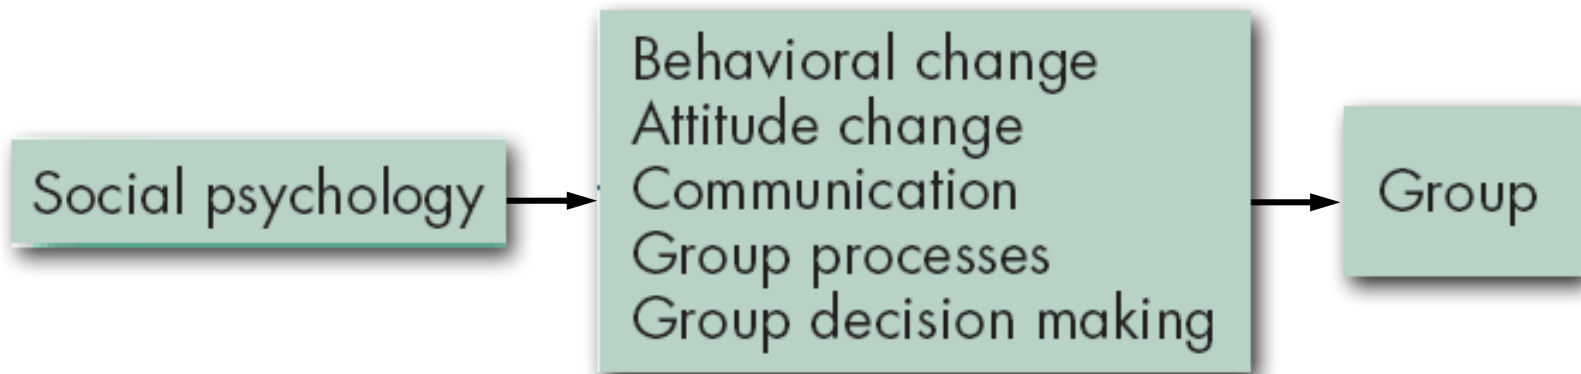 Social psychology
Behavioral change
Attitude change
Communication
Group processes
Group decision making
Group